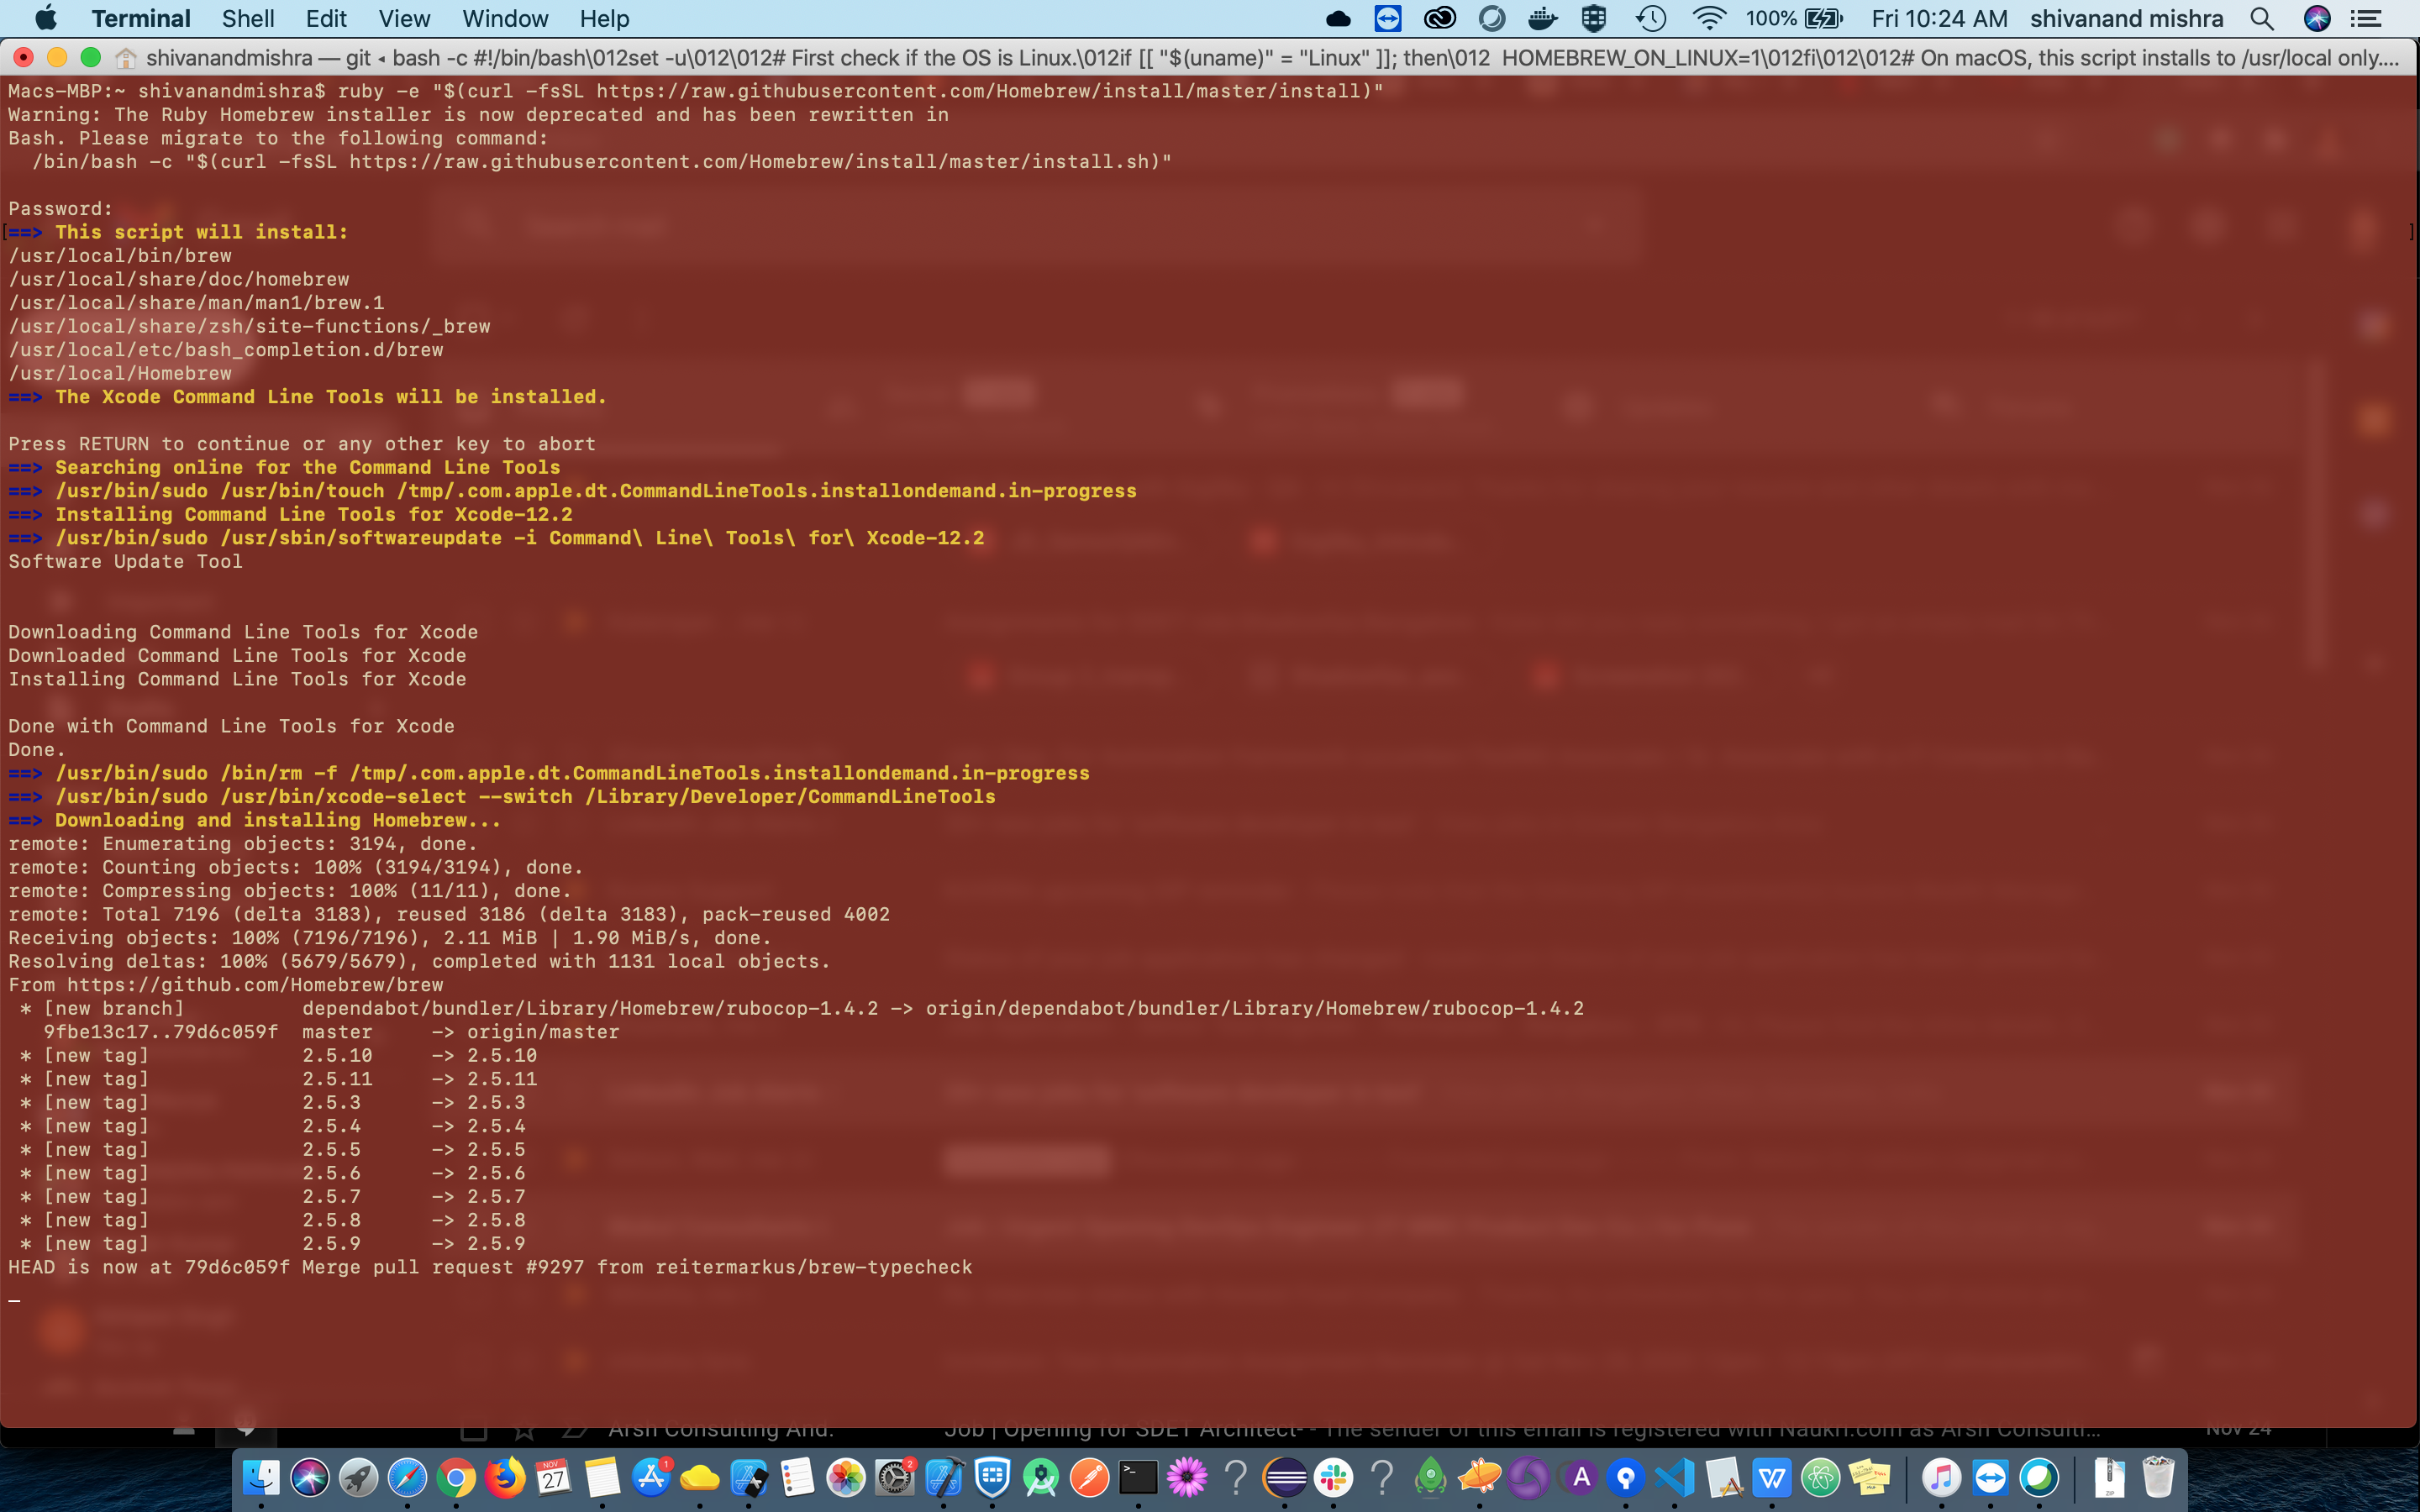 Terminal Shell Edit View Window Help 100% Fri 10:24 AM shivanand mishra
shivanandmishra — git ◂ bash -c #!/bin/bash\012set -u\012\012# First check if the OS is Linux.\012if [[ "$(uname)" = "Linux" ]]; then\012  HOMEBREW_ON_LINUX=1\012fi\012\012# On macOS, this script installs to /usr/local only....
Macs-MBP:~ shivanandmishra$ ruby -e "$(curl -fsSL https://raw.githubusercontent.com/Homebrew/install/master/install)"
Warning: The Ruby Homebrew installer is now deprecated and has been rewritten in
Bash. Please migrate to the following command:
  /bin/bash -c "$(curl -fsSL https://raw.githubusercontent.com/Homebrew/install/master/install.sh)"
Password:
[==> This script will install: ]
/usr/local/bin/brew
/usr/local/share/doc/homebrew
/usr/local/share/man/man1/brew.1
/usr/local/share/zsh/site-functions/_brew
/usr/local/etc/bash_completion.d/brew
/usr/local/Homebrew
==> The Xcode Command Line Tools will be installed.
Press RETURN to continue or any other key to abort
==> Searching online for the Command Line Tools
==> /usr/bin/sudo /usr/bin/touch /tmp/.com.apple.dt.CommandLineTools.installondemand.in-progress
==> Installing Command Line Tools for Xcode-12.2
==> /usr/bin/sudo /usr/sbin/softwareupdate -i Command\ Line\ Tools\ for\ Xcode-12.2
Software Update Tool
Downloading Command Line Tools for Xcode
Downloaded Command Line Tools for Xcode
Installing Command Line Tools for Xcode
Done with Command Line Tools for Xcode
Done.
==> /usr/bin/sudo /bin/rm -f /tmp/.com.apple.dt.CommandLineTools.installondemand.in-progress
==> /usr/bin/sudo /usr/bin/xcode-select --switch /Library/Developer/CommandLineTools
==> Downloading and installing Homebrew...
remote: Enumerating objects: 3194, done.
remote: Counting objects: 100% (3194/3194), done.
remote: Compressing objects: 100% (11/11), done.
remote: Total 7196 (delta 3183), reused 3186 (delta 3183), pack-reused 4002
Receiving objects: 100% (7196/7196), 2.11 MiB | 1.90 MiB/s, done.
Resolving deltas: 100% (5679/5679), completed with 1131 local objects.
From https://github.com/Homebrew/brew
 * [new branch]          dependabot/bundler/Library/Homebrew/rubocop-1.4.2 -> origin/dependabot/bundler/Library/Homebrew/rubocop-1.4.2
   9fbe13c17..79d6c059f  master     -> origin/master
 * [new tag]             2.5.10     -> 2.5.10
 * [new tag]             2.5.11     -> 2.5.11
 * [new tag]             2.5.3      -> 2.5.3
 * [new tag]             2.5.4      -> 2.5.4
 * [new tag]             2.5.5      -> 2.5.5
 * [new tag]             2.5.6      -> 2.5.6
 * [new tag]             2.5.7      -> 2.5.7
 * [new tag]             2.5.8      -> 2.5.8
 * [new tag]             2.5.9      -> 2.5.9
HEAD is now at 79d6c059f Merge pull request #9297 from reitermarkus/brew-typecheck
Arsh Consulting And. Job | Opening for SDET Architect- - The sender of this email is registered with Naukri.com as Arsh Consulti... Nov 24
NOV
27
1
2
ZIP